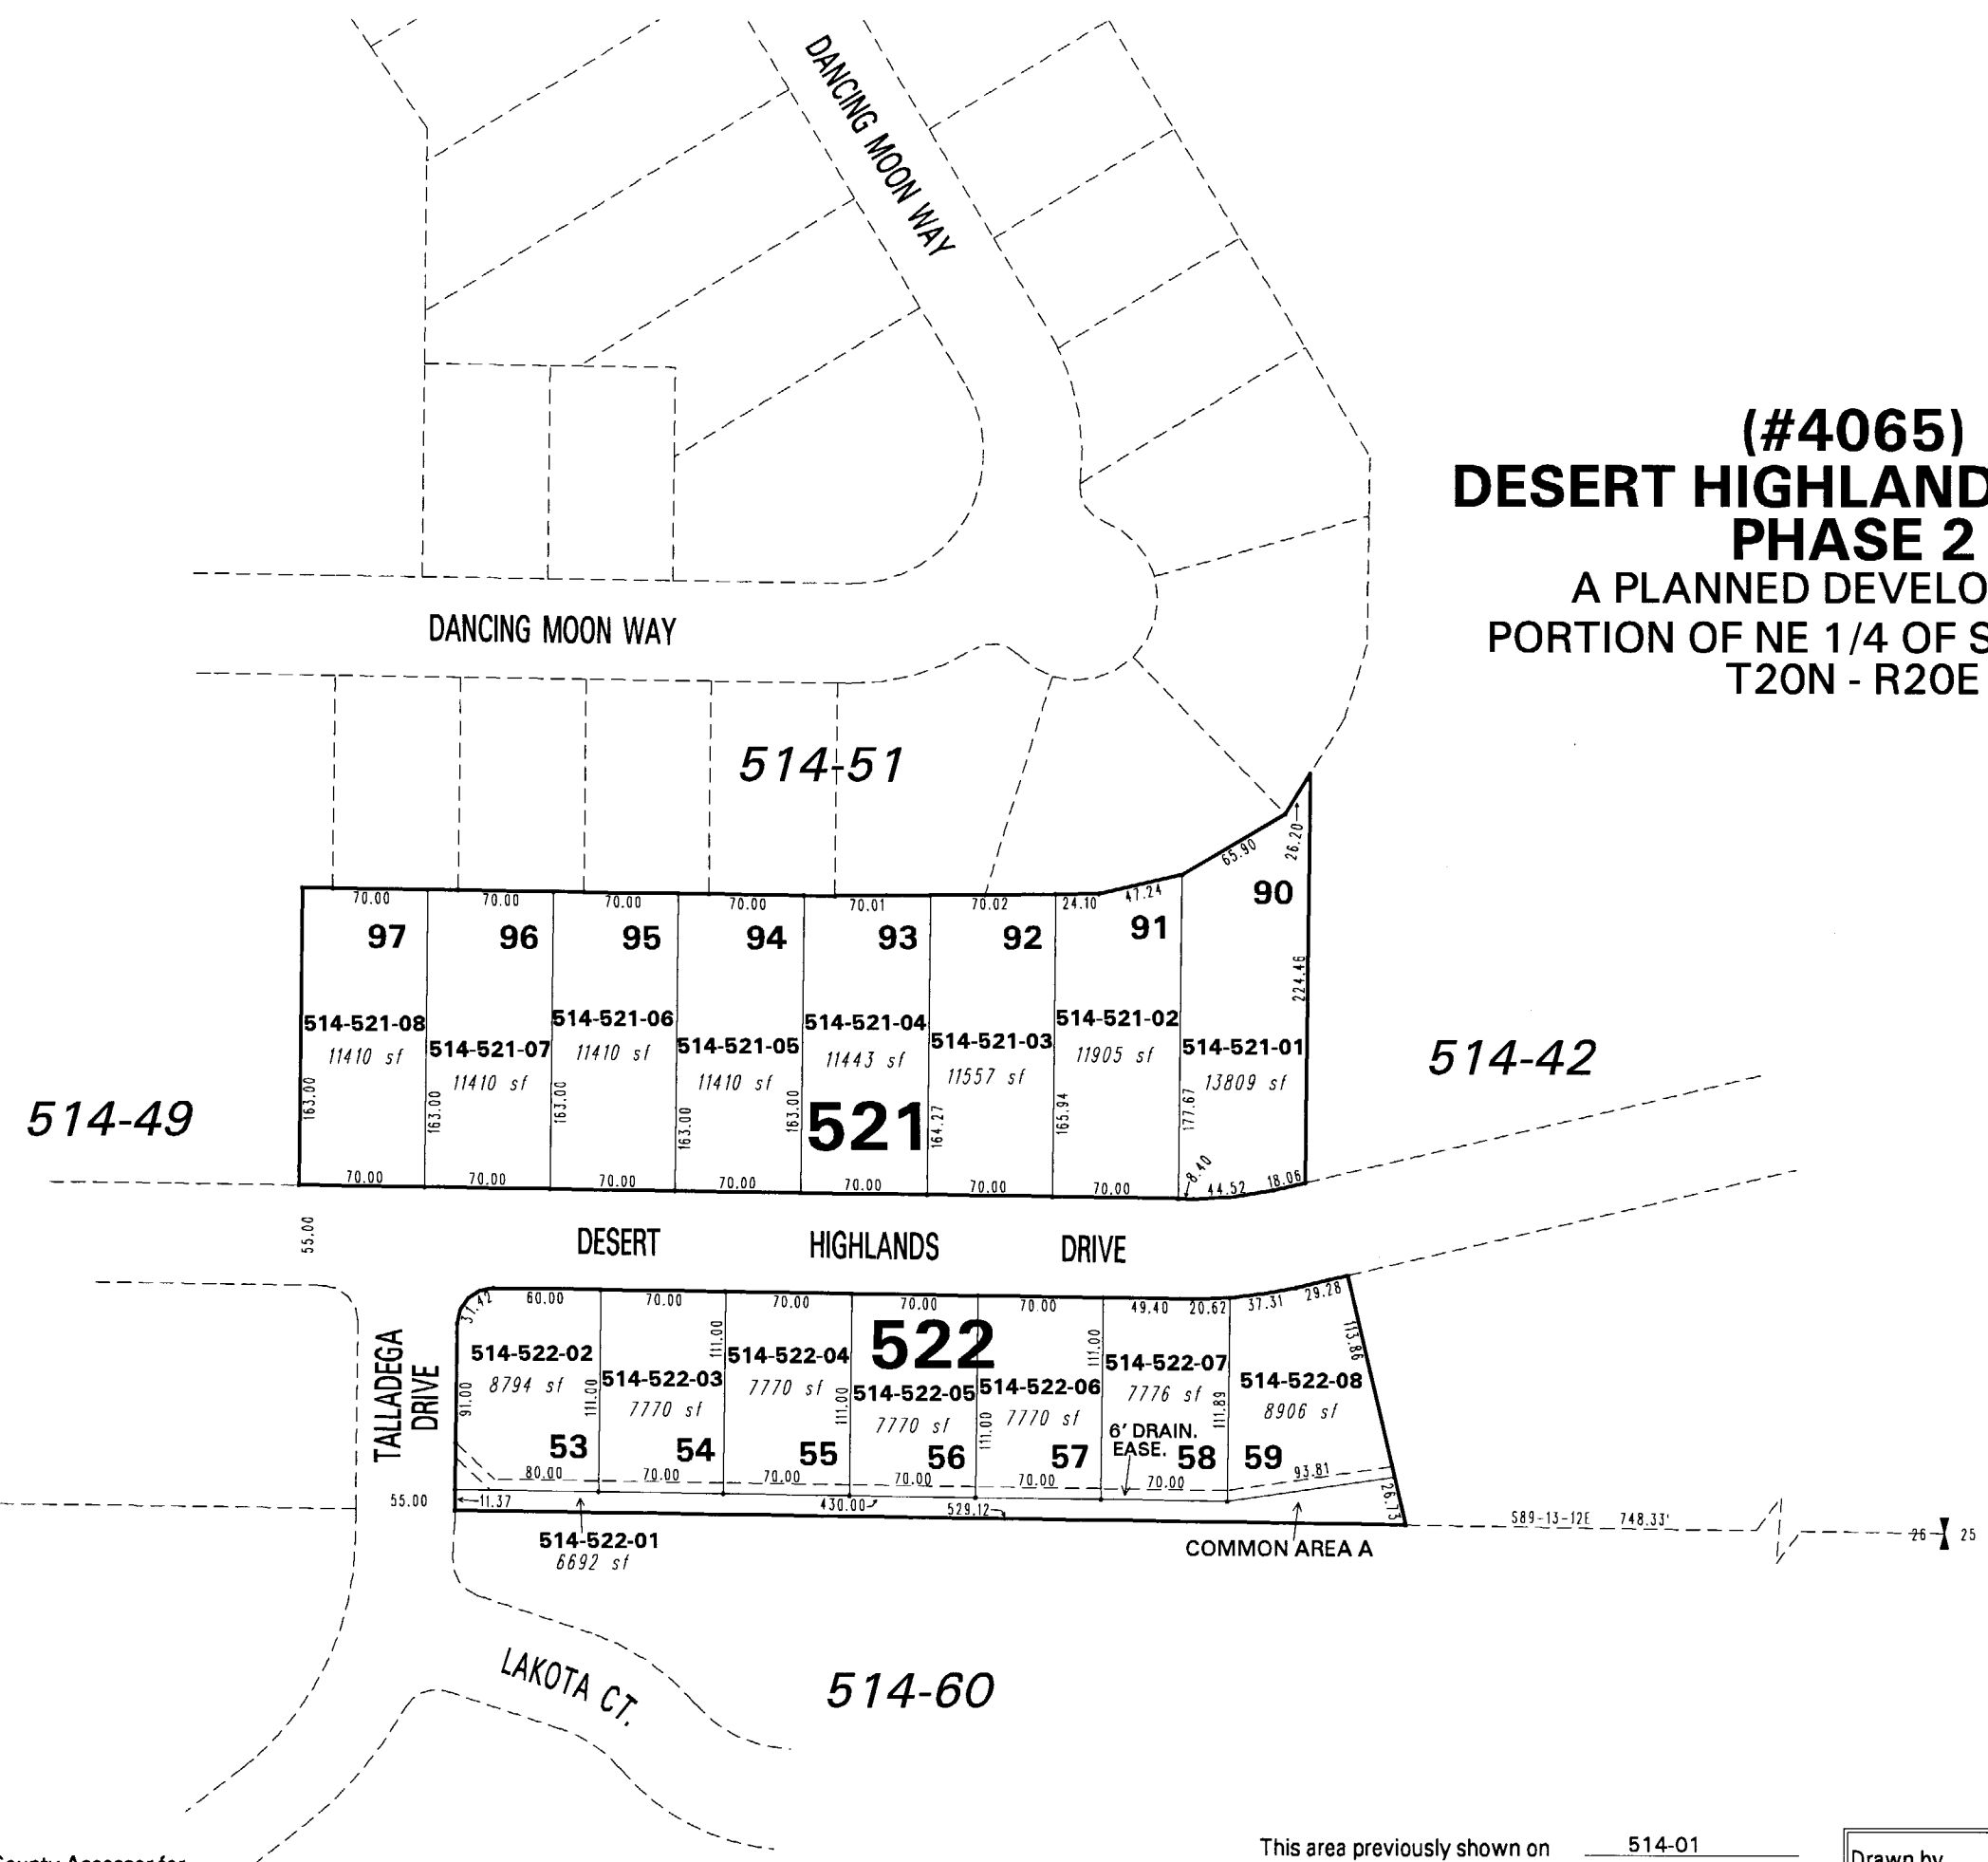 DANCING MOON WAY
(#4065)
DESERT HIGHLAND
PHASE 2
A PLANNED DEVELO
PORTION OF NE 1/4 OF S
T20N - R20E
DANCING MOON WAY
514-51
65.90
26.20
90
70.00 70.00 70.00 70.00 70.01 70.02 24.10 47.24
97 96 95 94 93 92 91
224.46
514-521-08
11410 sf
514-521-07
11410 sf
514-521-06
11410 sf
514-521-05
11410 sf
514-521-04
11443 sf
514-521-03
11557 sf
514-521-02
11905 sf
514-521-01
13809 sf
514-42
514-49
163.00 163.00 163.00 163.00 163.00 164.27 165.94 177.67
521
70.00 70.00 70.00 70.00 70.00 70.00 70.00 8.40 44.52 18.06
55.00
DESERT HIGHLANDS DRIVE
31.42 60.00 70.00 70.00 70.00 70.00 49.40 20.62 37.31 29.28
522
TALLADEGA
DRIVE
514-522-02
8794 sf
514-522-03
7770 sf
514-522-04
7770 sf
514-522-05
7770 sf
514-522-06
7770 sf
514-522-07
7776 sf
514-522-08
8906 sf
91.00 111.00 111.00 111.00 111.00 111.00 111.89 113.86
6' DRAIN.
EASE.
53 54 55 56 57 58 59
80.00 70.00 70.00 70.00 70.00 70.00 93.81
55.00
11.37
430.00
529.12
26.73
514-522-01
6692 sf
COMMON AREA A
S89-13-12E 748.33'
26 25
LAKOTA CT.
514-60
This area previously shown on 514-01
Drawn by
County Assessor for